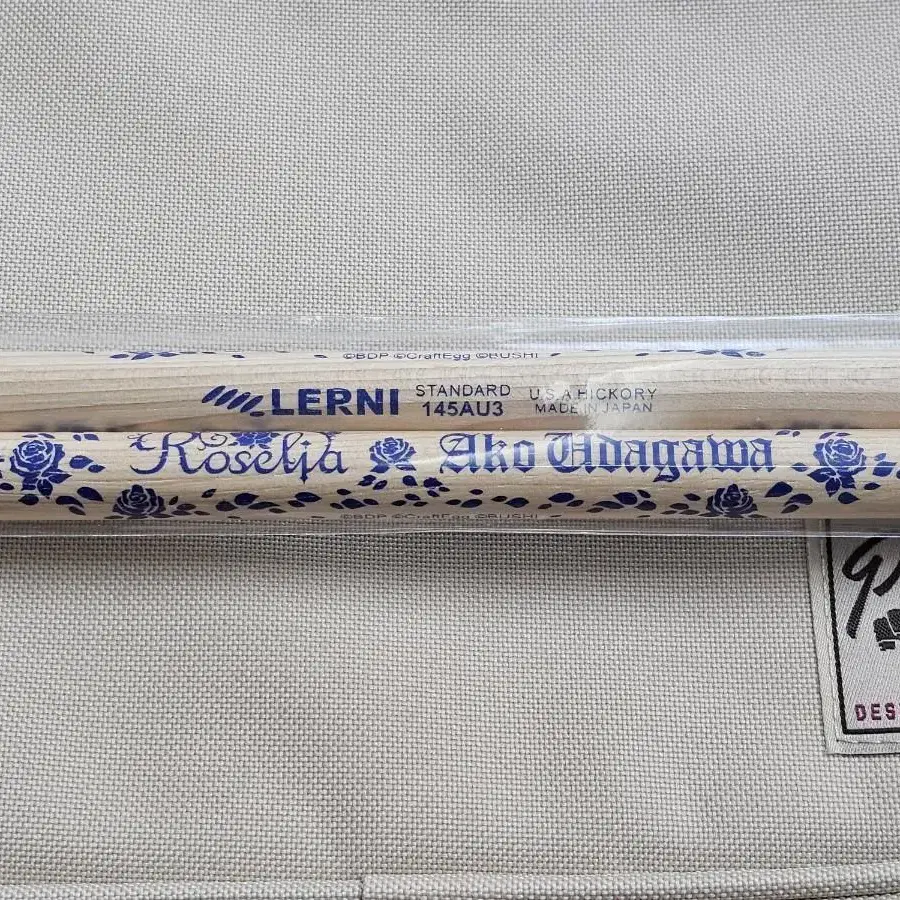 ©BDP ©CraftEgg ©BUSHI
LERNI STANDARD 145AU3 U.S.A.HICKORY MADE IN JAPAN
Roselia Ako Udagawa
©BDP ©CraftEgg ©BUSHI
DES